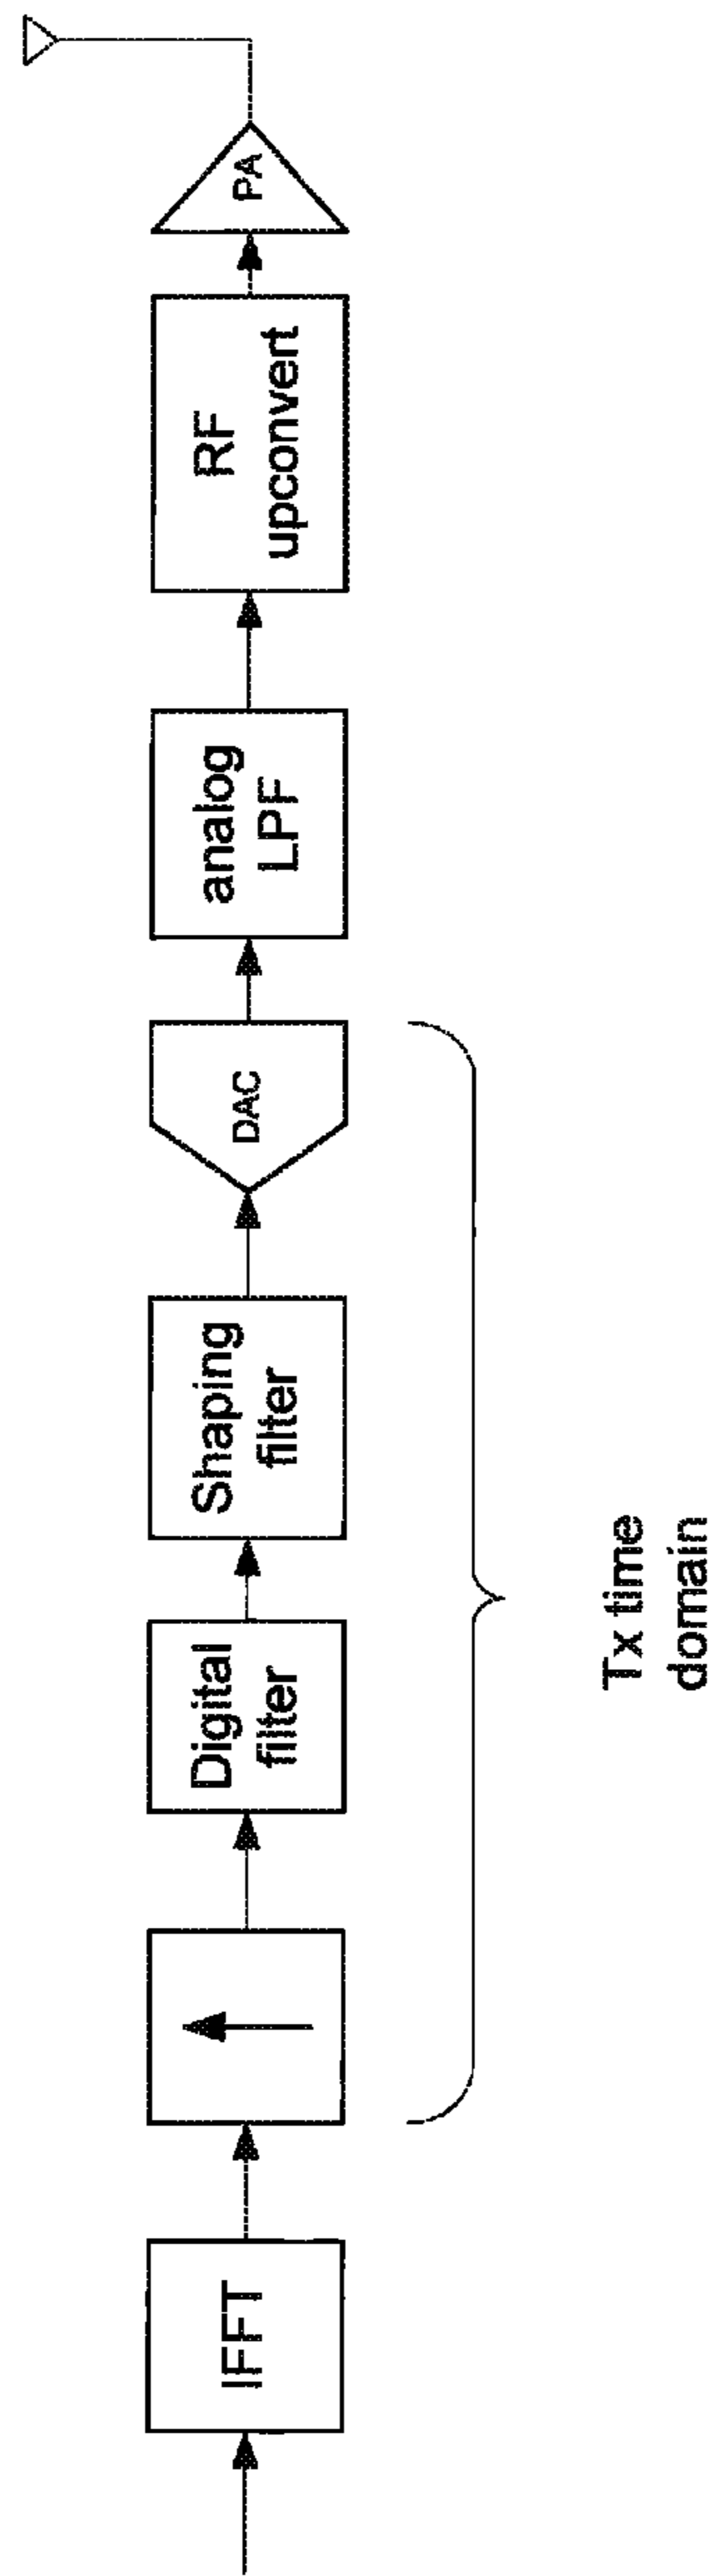 IFFT
Digital
filter
Shaping
filter
DAC
analog
LPF
RF
upconvert
PA
Tx time
domain